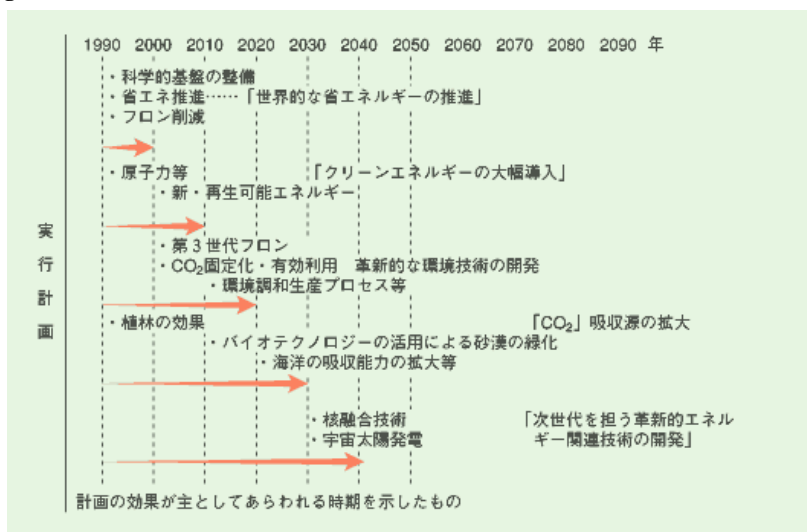 1990 2000 2010 2020 2030 2040 2050 2060 2070 2080 2090 年
・科学的基盤の整備
・省エネ推進……「世界的な省エネルギーの推進」
・フロン削減
・原子力等 「クリーンエネルギーの大幅導入」
・新・再生可能エネルギー
実行計画
・第3世代フロン
・CO₂固定化・有効利用 革新的な環境技術の開発
・環境調和生産プロセス等
・植林の効果 「CO₂」吸収源の拡大
・バイオテクノロジーの活用による砂漠の緑化
・海洋の吸収能力の拡大等
・核融合技術 「次世代を担う革新的エネル
・宇宙太陽発電 ギー関連技術の開発」
計画の効果が主としてあらわれる時期を示したもの